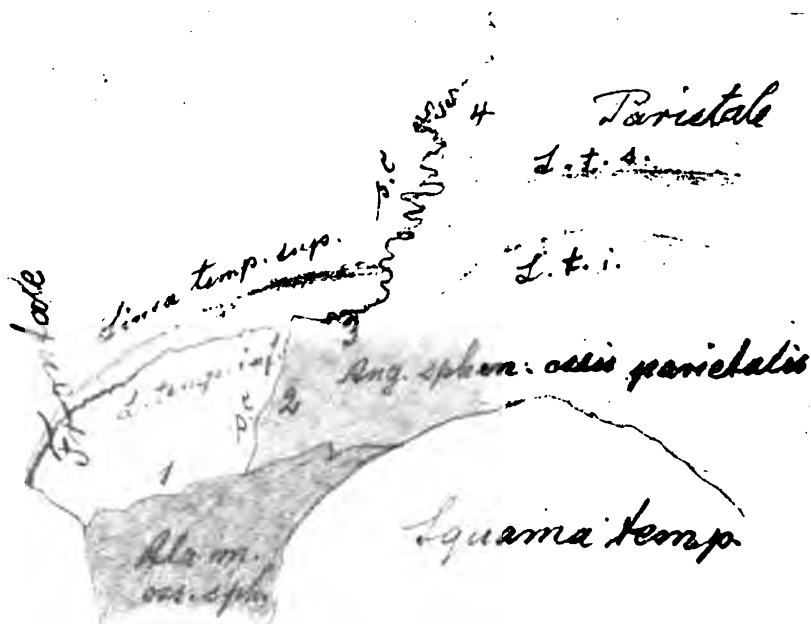 Parietale
4
L. t. s.
p. c
Linea temp. sup.
L. t. i.
Frontale
3
L. temp. inf.
Ang. sphen. ossis parietalis
p. t
2
1
Squama temp.
Ala m.
oss. sph.